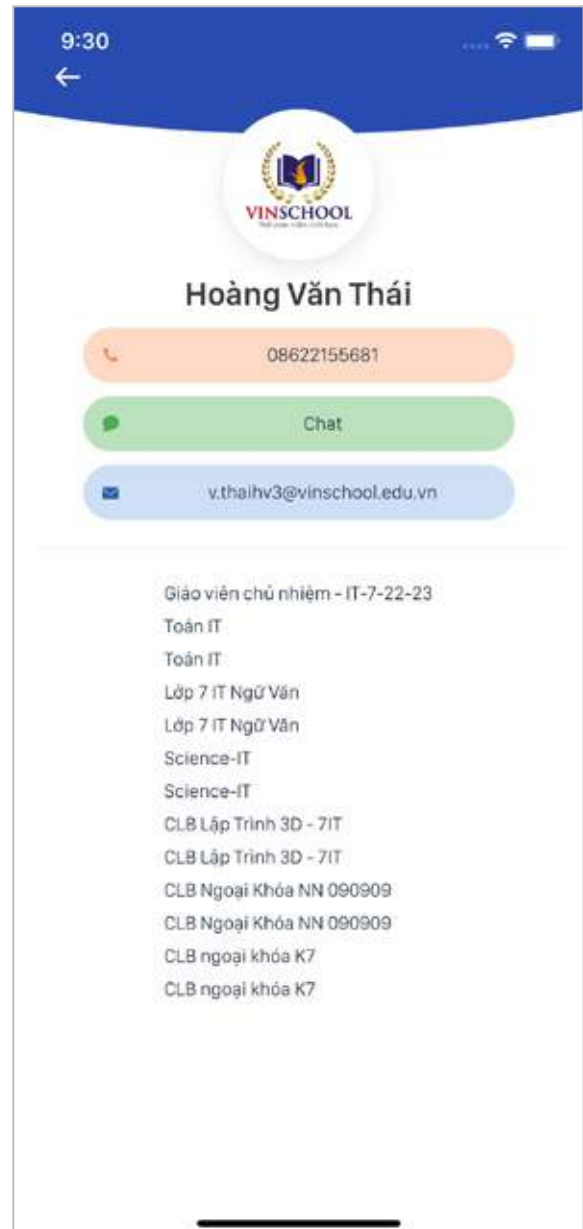 9:30
VINSCHOOL
Hoàng Văn Thái
08622155681
Chat
v.thaihv3@vinschool.edu.vn
Giáo viên chủ nhiệm - IT-7-22-23
Toán IT
Toán IT
Lớp 7 IT Ngữ Văn
Lớp 7 IT Ngữ Văn
Science-IT
Science-IT
CLB Lập Trình 3D - 7IT
CLB Lập Trình 3D - 7IT
CLB Ngoại Khóa NN 090909
CLB Ngoại Khóa NN 090909
CLB ngoại khóa K7
CLB ngoại khóa K7